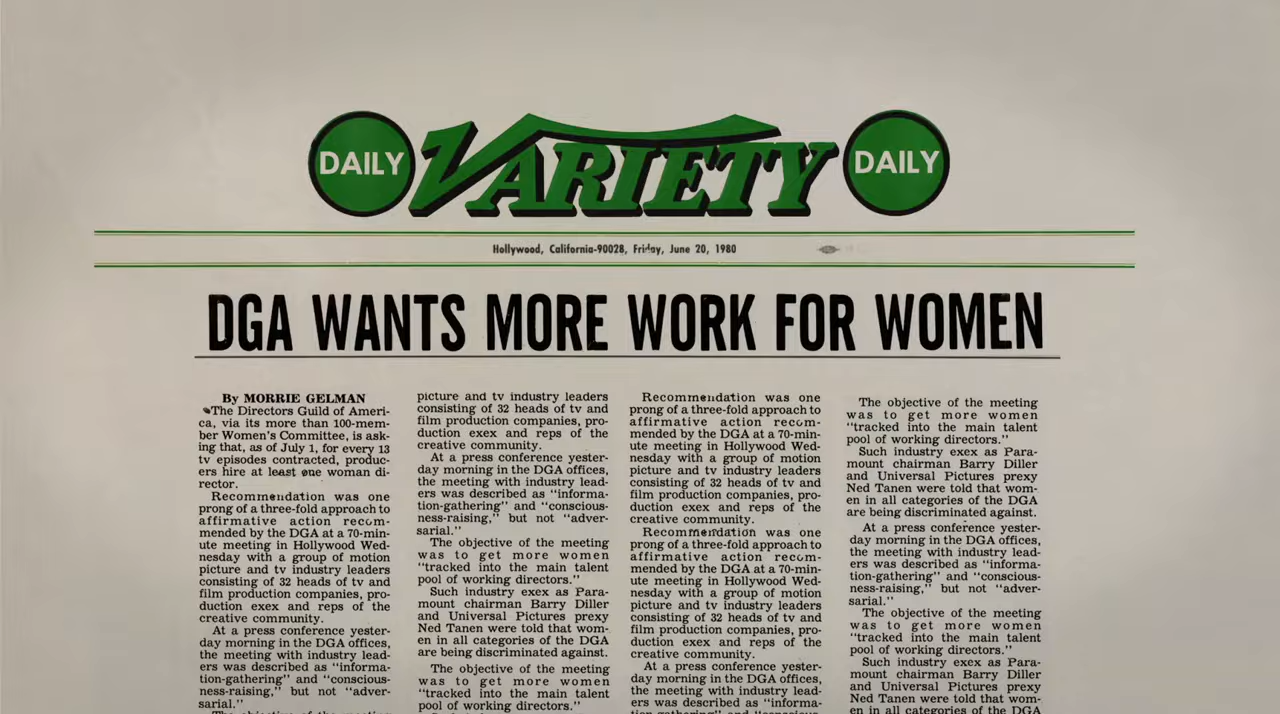 DAILY VARIETY DAILY
Hollywood, California-90028, Friday, June 20, 1980
DGA WANTS MORE WORK FOR WOMEN
By MORRIE GELMAN
The Directors Guild of Ameri-
ca, via its more than 100-mem-
ber Women's Committee, is ask-
ing that, as of July 1, for every 13
tv episodes contracted, produc-
ers hire at least one woman di-
rector.
Recommendation was one
prong of a three-fold approach to
affirmative action recom-
mended by the DGA at a 70-min-
ute meeting in Hollywood Wed-
nesday with a group of motion
picture and tv industry leaders
consisting of 32 heads of tv and
film production companies, pro-
duction exex and reps of the
creative community.
At a press conference yester-
day morning in the DGA offices,
the meeting with industry lead-
ers was described as "informa-
tion-gathering" and "conscious-
ness-raising," but not "adver-
sarial."
picture and tv industry leaders
consisting of 32 heads of tv and
film production companies, pro-
duction exex and reps of the
creative community.
At a press conference yester-
day morning in the DGA offices,
the meeting with industry lead-
ers was described as "informa-
tion-gathering" and "conscious-
ness-raising," but not "adver-
sarial."
The objective of the meeting
was to get more women
"tracked into the main talent
pool of working directors."
Such industry exex as Para-
mount chairman Barry Diller
and Universal Pictures prexy
Ned Tanen were told that wom-
en in all categories of the DGA
are being discriminated against.
The objective of the meeting
was to get more women
"tracked into the main talent
pool of working directors."
Recommendation was one
prong of a three-fold approach to
affirmative action recom-
mended by the DGA at a 70-min-
ute meeting in Hollywood Wed-
nesday with a group of motion
picture and tv industry leaders
consisting of 32 heads of tv and
film production companies, pro-
duction exex and reps of the
creative community.
Recommendation was one
prong of a three-fold approach to
affirmative action recom-
mended by the DGA at a 70-min-
ute meeting in Hollywood Wed-
nesday with a group of motion
picture and tv industry leaders
consisting of 32 heads of tv and
film production companies, pro-
duction exex and reps of the
creative community.
At a press conference yester-
day morning in the DGA offices,
the meeting with industry lead-
ers was described as "informa-
tion-gathering" and "conscious-
The objective of the meeting
was to get more women
"tracked into the main talent
pool of working directors."
Such industry exex as Para-
mount chairman Barry Diller
and Universal Pictures prexy
Ned Tanen were told that wom-
en in all categories of the DGA
are being discriminated against.
At a press conference yester-
day morning in the DGA offices,
the meeting with industry lead-
ers was described as "informa-
tion-gathering" and "conscious-
ness-raising," but not "adver-
sarial."
The objective of the meeting
was to get more women
"tracked into the main talent
pool of working directors."
Such industry exex as Para-
mount chairman Barry Diller
and Universal Pictures prexy
Ned Tanen were told that wom-
en in all categories of the DGA